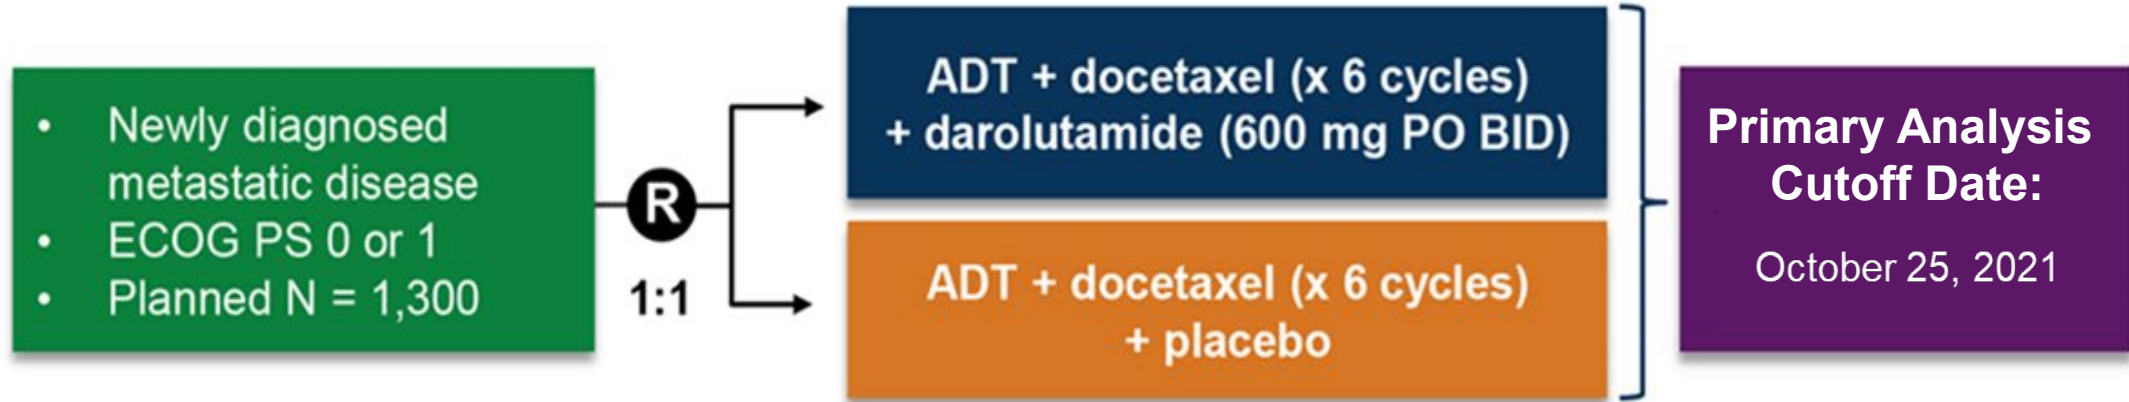 • Newly diagnosed
metastatic disease
• ECOG PS 0 or 1
• Planned N = 1,300
R
1:1
ADT + docetaxel (x 6 cycles)
+ darolutamide (600 mg PO BID)
ADT + docetaxel (x 6 cycles)
+ placebo
Primary Analysis
Cutoff Date:
October 25, 2021